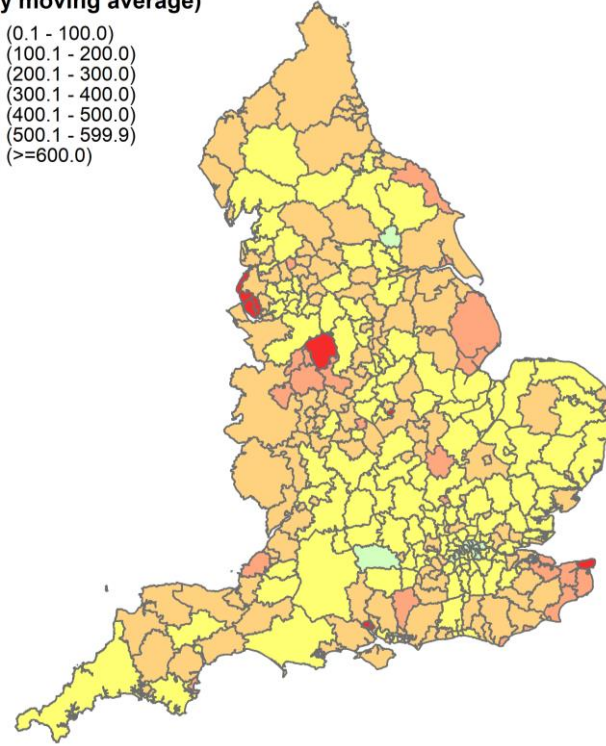 y moving average)
(0.1 - 100.0)
(100.1 - 200.0)
(200.1 - 300.0)
(300.1 - 400.0)
(400.1 - 500.0)
(500.1 - 599.9)
(>=600.0)